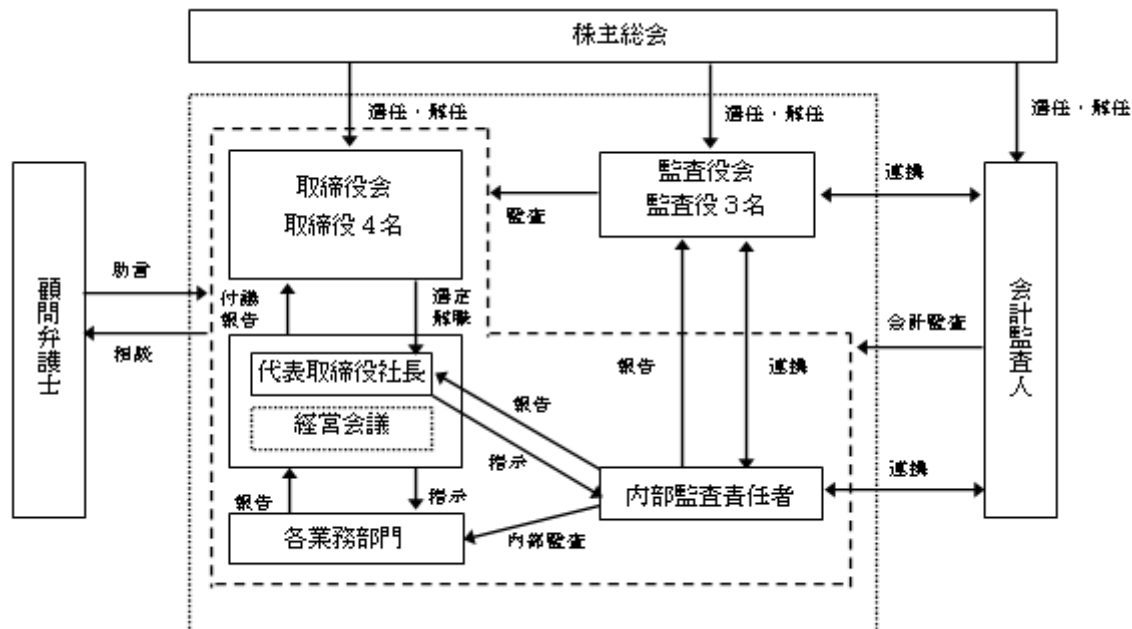 株主総会
選任・解任
選任・解任
選任・解任
取締役会
取締役４名
監査役会
監査役３名
連携
監査
顧問弁護士
助言
相談
付議
報告
選定
解職
会計監査人
会計監査
代表取締役社長
経営会議
報告
指示
報告
連携
内部監査責任者
連携
報告
指示
各業務部門
内部監査